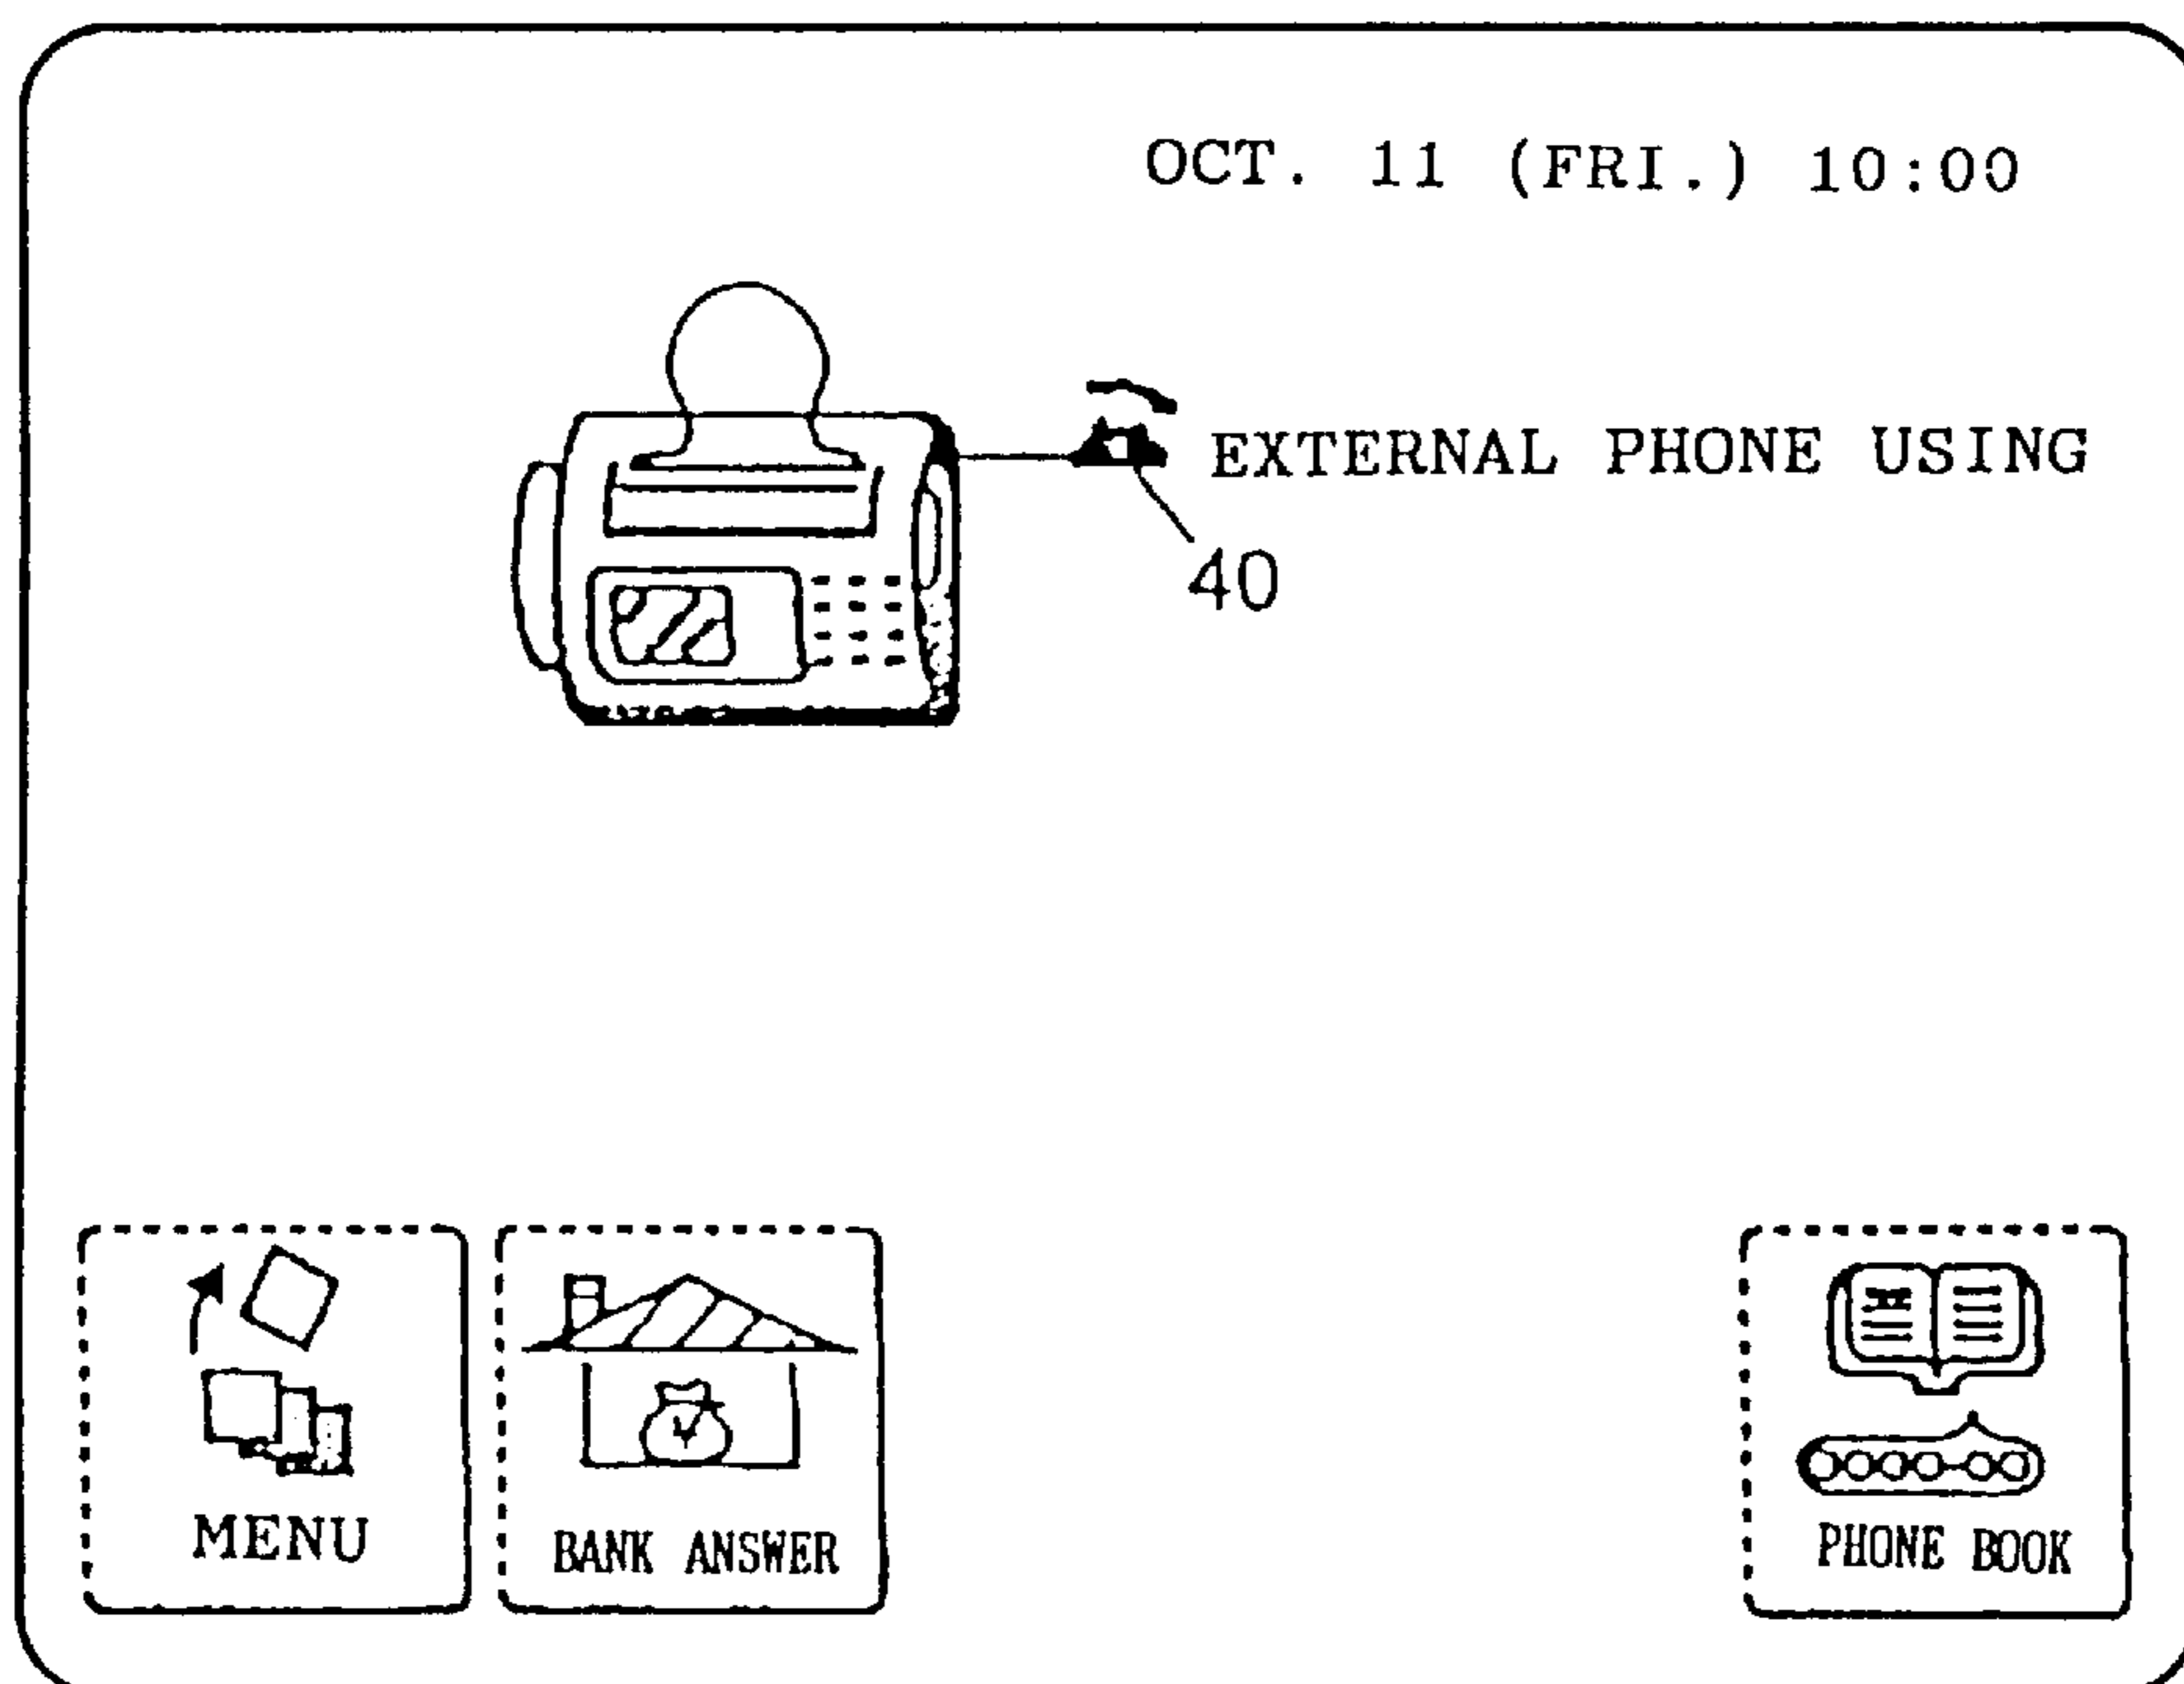 OCT. 11 (FRI.) 10:00
EXTERNAL PHONE USING
40
MENU
BANK ANSWER
PHONE BOOK